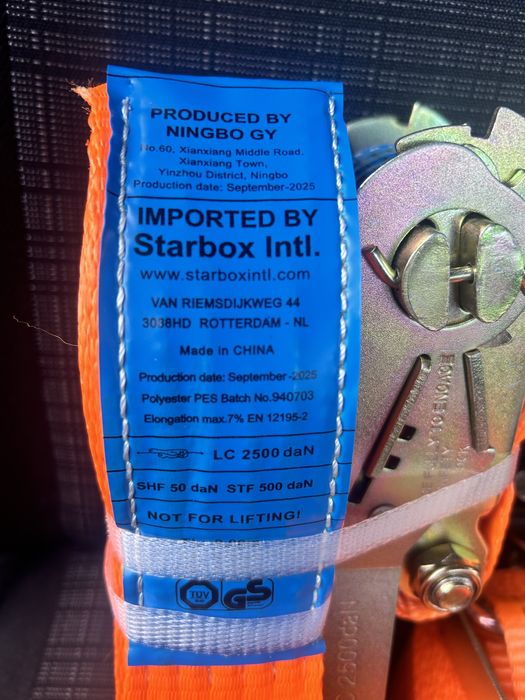 PRODUCED BY
NINGBO GY
No.60, Xianxiang Middle Road.
Xianxiang Town,
Yinzhou District, Ningbo
Production date: September-2025
IMPORTED BY
Starbox Intl.
www.starboxintl.com
VAN RIEMSDIJKWEG 44
3038HD ROTTERDAM - NL
Made in CHINA
Production date: September-2025
Polyester PES Batch No.940703
Elongation max.7% EN 12195-2
LC 2500 daN
SHF 50 daN STF 500 daN
NOT FOR LIFTING!
TÜV
GS
2500daN